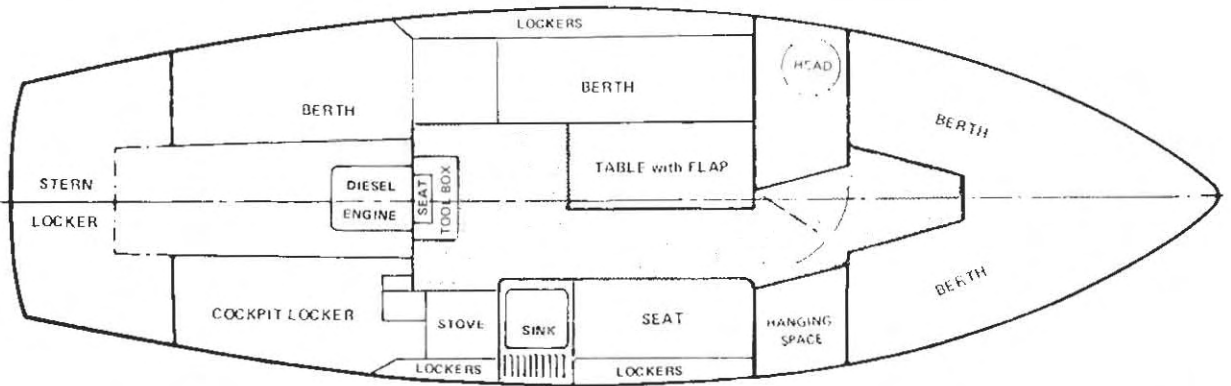 LOCKERS
HEAD
BERTH
BERTH
BERTH
TABLE with FLAP
STERN
LOCKER
DIESEL
ENGINE
SEAT
TOOL BOX
BERTH
COCKPIT LOCKER
STOVE
SINK
SEAT
HANGING
SPACE
LOCKERS
LOCKERS